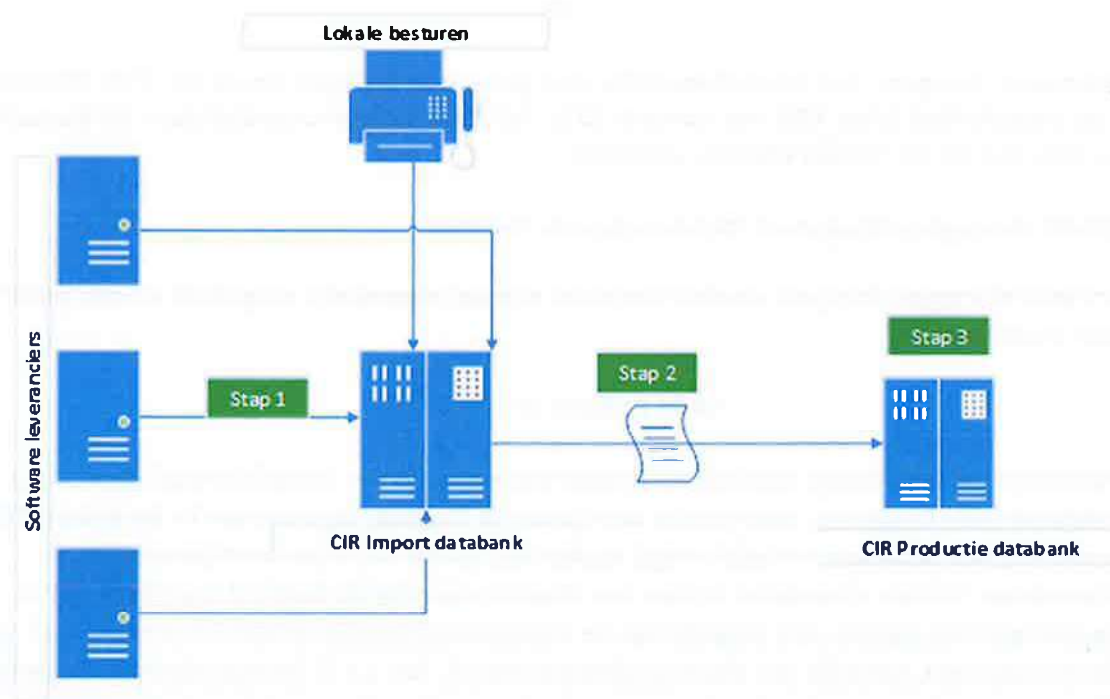 Lokale besturen
Software leveranciers
Stap 1
Stap 2
Stap 3
CIR Import databank
CIR Productie databank